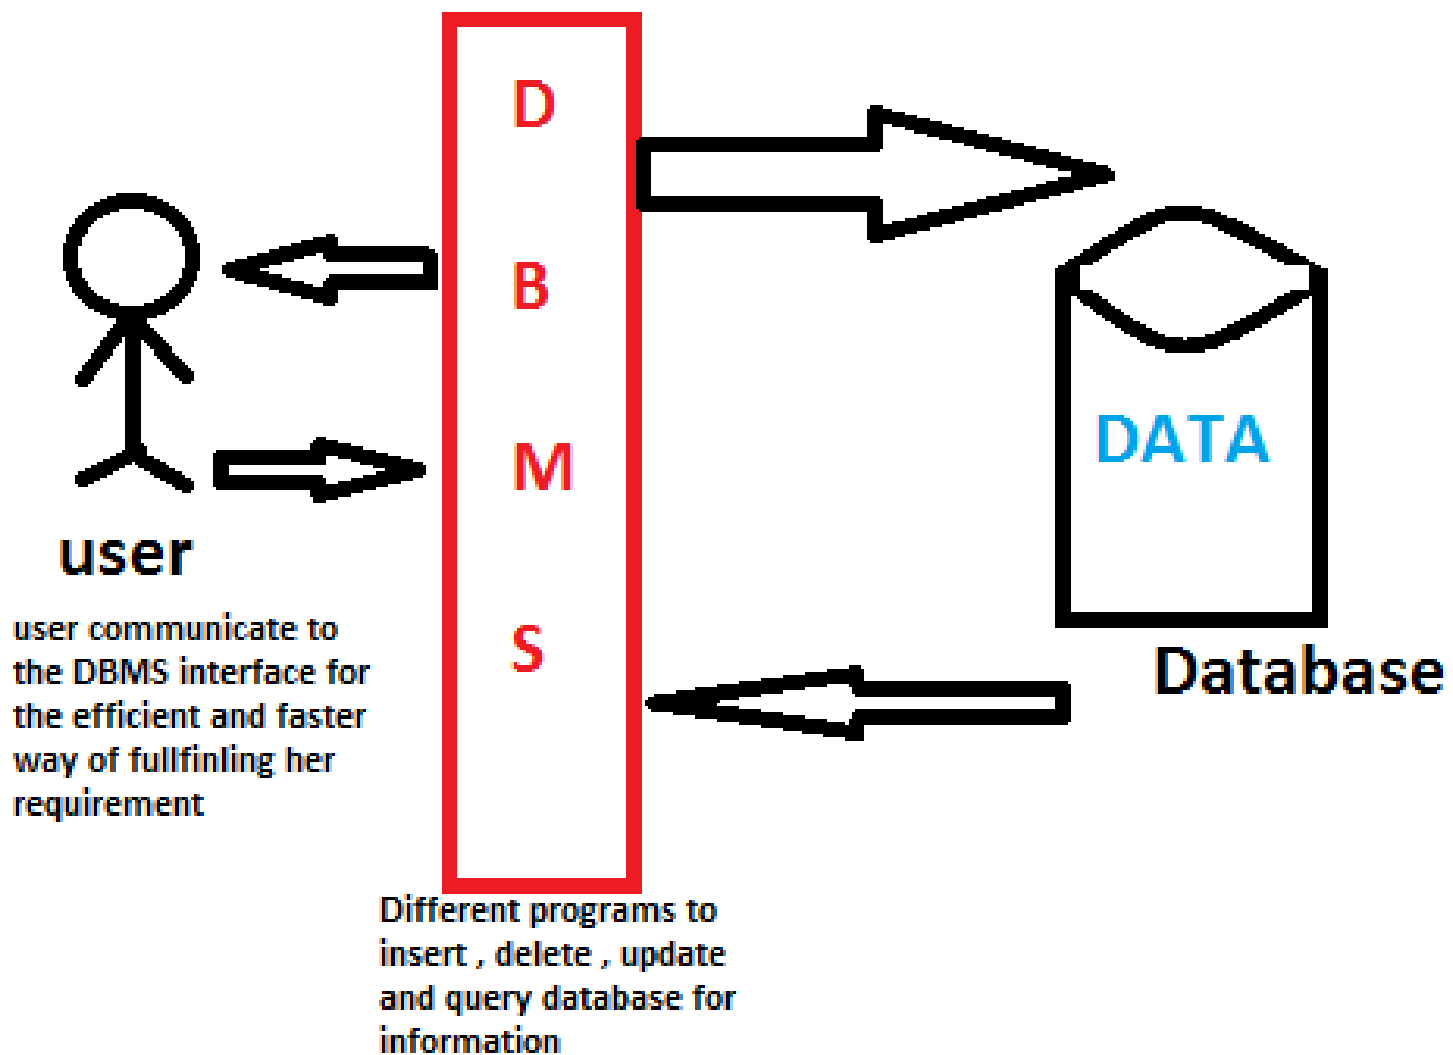 D
B
M
S
user
user communicate to
the DBMS interface for
the efficient and faster
way of fullfinling her
requirement
DATA
Database
Different programs to
insert , delete , update
and query database for
information